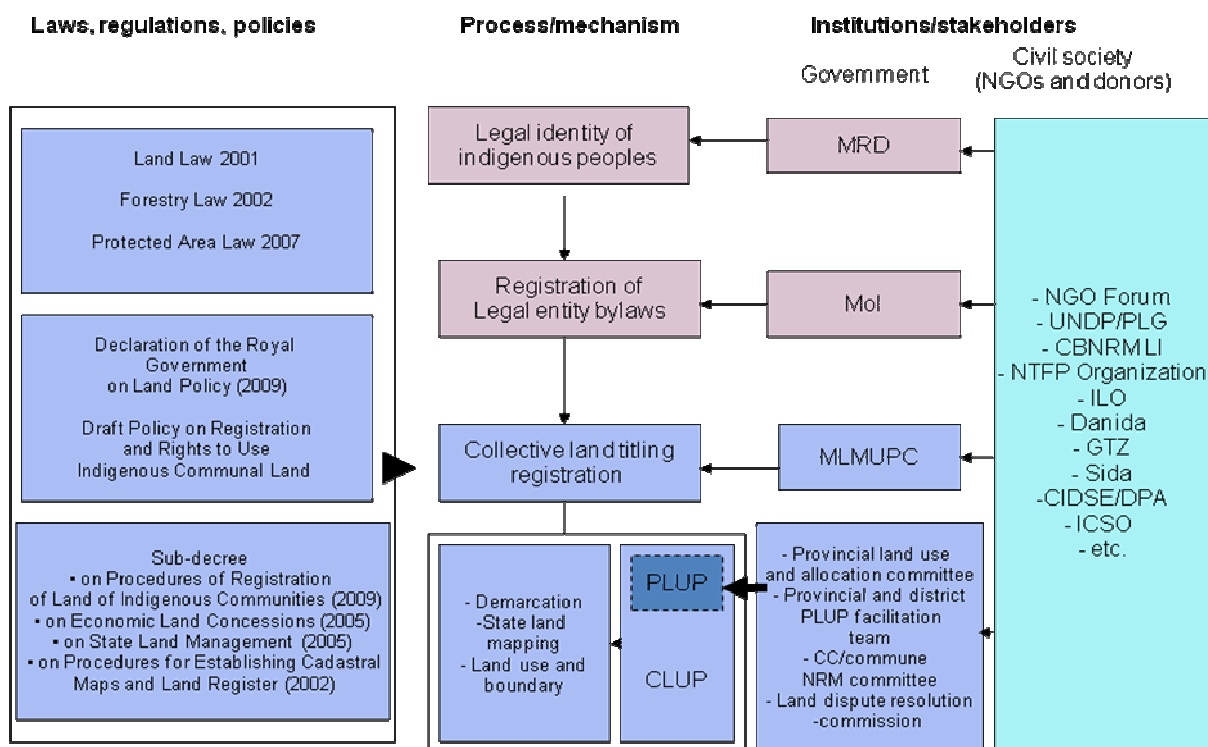 Laws, regulations, policies
Process/mechanism
Institutions/stakeholders
Government
Civil society
(NGOs and donors)
Land Law 2001
Forestry Law 2002
Protected Area Law 2007
Declaration of the Royal
Government
on Land Policy (2009)
Draft Policy on Registration
and Rights to Use
Indigenous Communal Land
Sub-decree
• on Procedures of Registration
of Land of Indigenous Communities (2009)
• on Economic Land Concessions (2005)
• on State Land Management (2005)
• on Procedures for Establishing Cadastral
Maps and Land Register (2002)
Legal identity of
indigenous peoples
Registration of
Legal entity bylaws
Collective land titling
registration
- Demarcation
-State land
mapping
- Land use and
boundary
PLUP
CLUP
MRD
MoI
MLMUPC
- Provincial land use
and allocation committee
- Provincial and district
PLUP facilitation
team
- CC/commune
NRM committee
- Land dispute resolution
-commission
- NGO Forum
- UNDP/PLG
- CBNRM LI
- NTFP Organization
- ILO
- Danida
- GTZ
- Sida
-CIDSE/DPA
- ICSO
- etc.